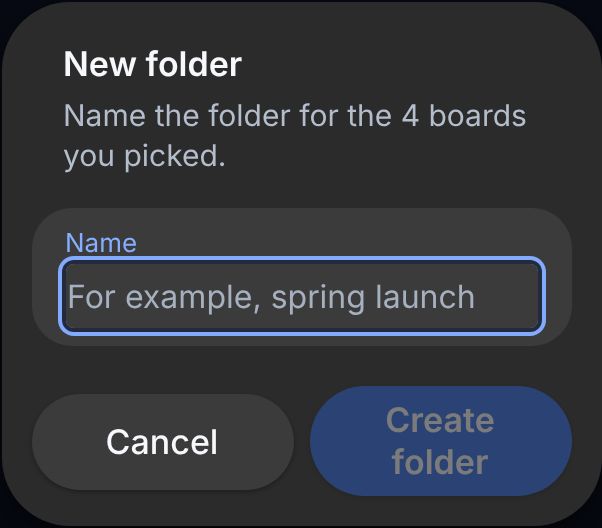 New folder
Name the folder for the 4 boards
you picked.
Name
For example, spring launch
Cancel
Create
folder